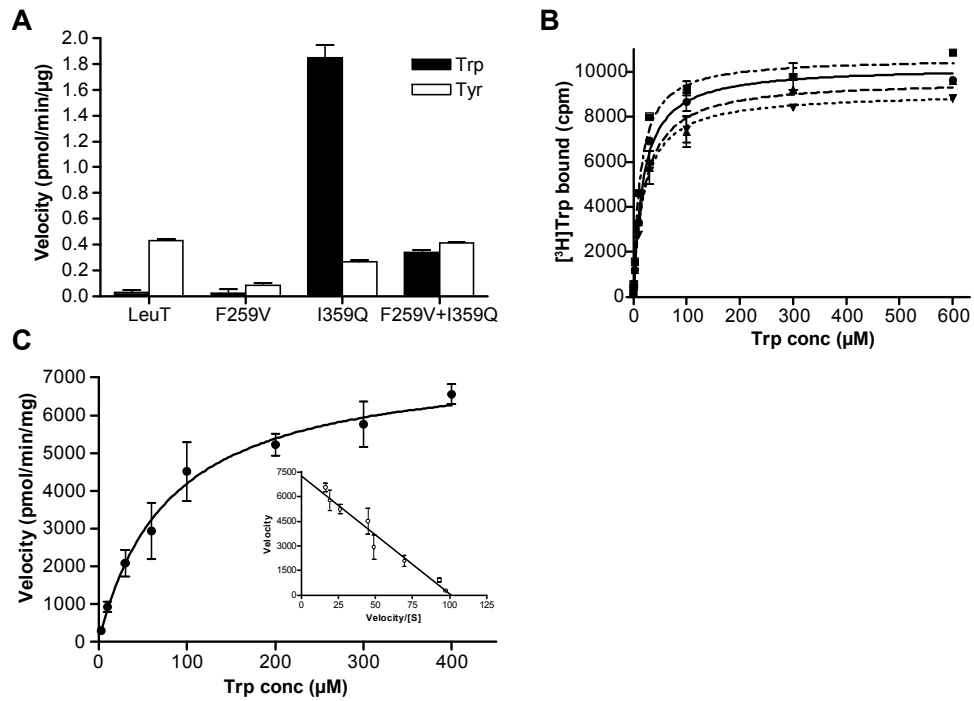 A
Velocity (pmol/min/µg)
2.0
1.8
1.6
1.4
1.2
1.0
0.8
0.6
0.4
0.2
0.0
Trp
Tyr
LeuT F259V I359Q F259V+I359Q
B
[³H]Trp bound (cpm)
10000
8000
6000
4000
2000
0
0 100 200 300 400 500 600
Trp conc (µM)
C
Velocity (pmol/min/mg)
7000
6000
5000
4000
3000
2000
1000
0
0 100 200 300 400
Trp conc (µM)
Velocity
7500
6000
4500
3000
1500
0
0 25 50 75 100 125
Velocity/[S]